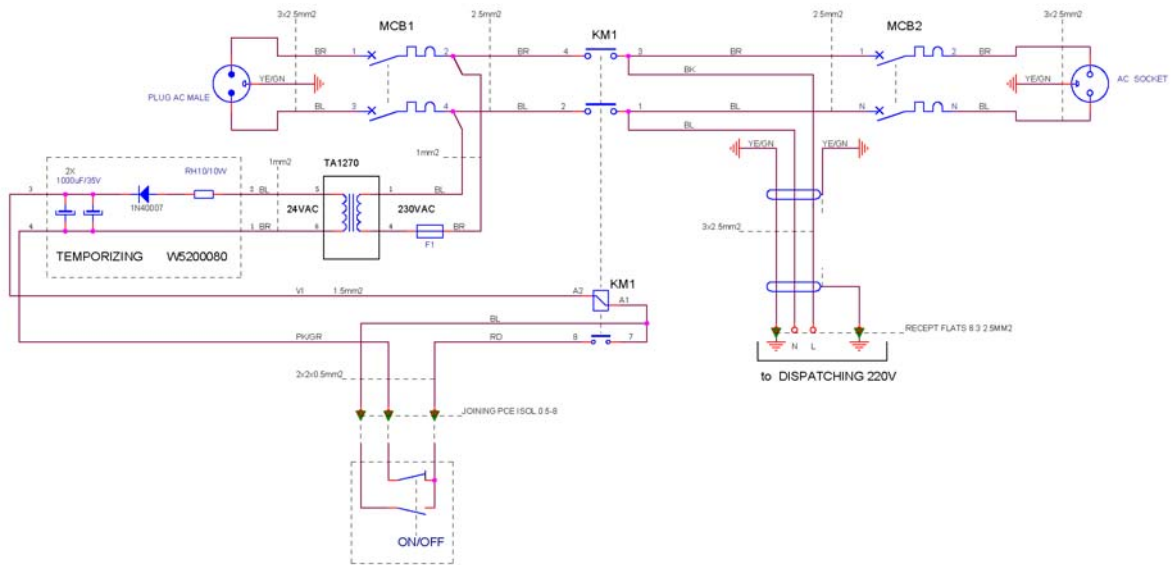 3x2.5mm2
2.5mm2
2.5mm2
3x2.5mm2
MCB1
KM1
MCB2
BR 1 2 BR 4 3 BR 1 2 BR
BK
YE/GN
YE/GN
PLUG AC MALE
AC SOCKET
BL 3 4 BL 2 1 BL N N BL
BL
YE/GN YE/GN
1mm2
1mm2
TA1270
2X
1000uF/35V
RH10/10W
3
2 BL 5 1 BL
1N40007
24VAC 230VAC
4
1 BR 6 4 BR
F1
3x2.5mm2
TEMPORIZING W5200080
VI 1.5mm2 A2 KM1
A1
BL
PK/GR RD 8 7
N L
RECEPT FLATS 6.3 2.5MM2
to DISPATCHING 220V
2x2x0.5mm2
JOINING PCE ISOL 0.5-8
ON/OFF